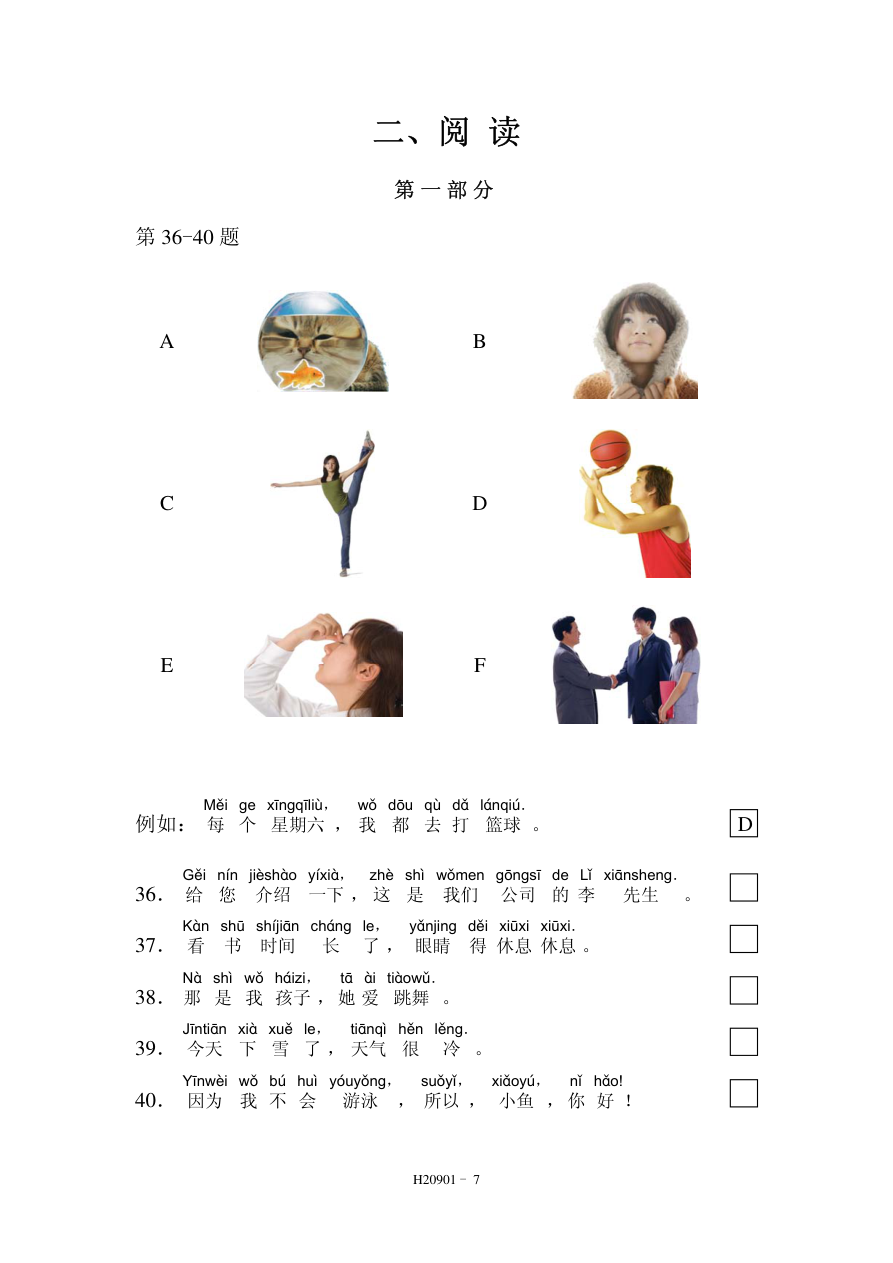 二、阅 读
第 一 部 分
第 36-40 题
A
B
C
D
E
F
Měi ge xīngqīliù， wǒ dōu qù dǎ lánqiú.
例如： 每 个 星期六 ， 我 都 去 打 篮球 。 D
Gěi nín jièshào yíxià， zhè shì wǒmen gōngsī de Lǐ xiānsheng.
36． 给 您 介绍 一下 ，这 是 我们 公司 的 李 先生 。
Kàn shū shíjiān cháng le， yǎnjing děi xiūxi xiūxi.
37． 看 书 时间 长 了 ， 眼睛 得 休息 休息 。
Nà shì wǒ háizi， tā ài tiàowǔ.
38． 那 是 我 孩子 ，她 爱 跳舞 。
Jīntiān xià xuě le， tiānqì hěn lěng.
39． 今天 下 雪 了 ， 天气 很 冷 。
Yīnwèi wǒ bú huì yóuyǒng， suǒyǐ， xiǎoyú， nǐ hǎo!
40． 因为 我 不 会 游泳 ， 所以 ， 小鱼 ，你 好 ！
H20901－ 7